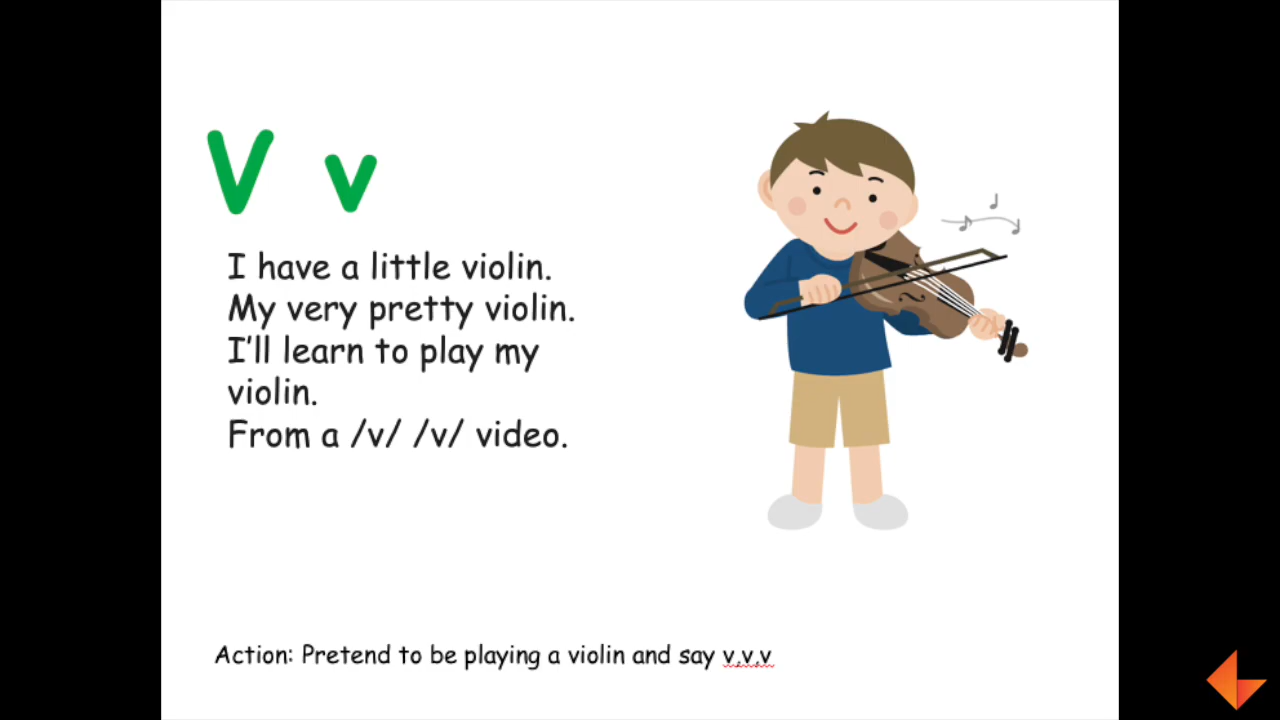 V v
I have a little violin.
My very pretty violin.
I’ll learn to play my
violin.
From a /v/ /v/ video.
Action: Pretend to be playing a violin and say v,v,v